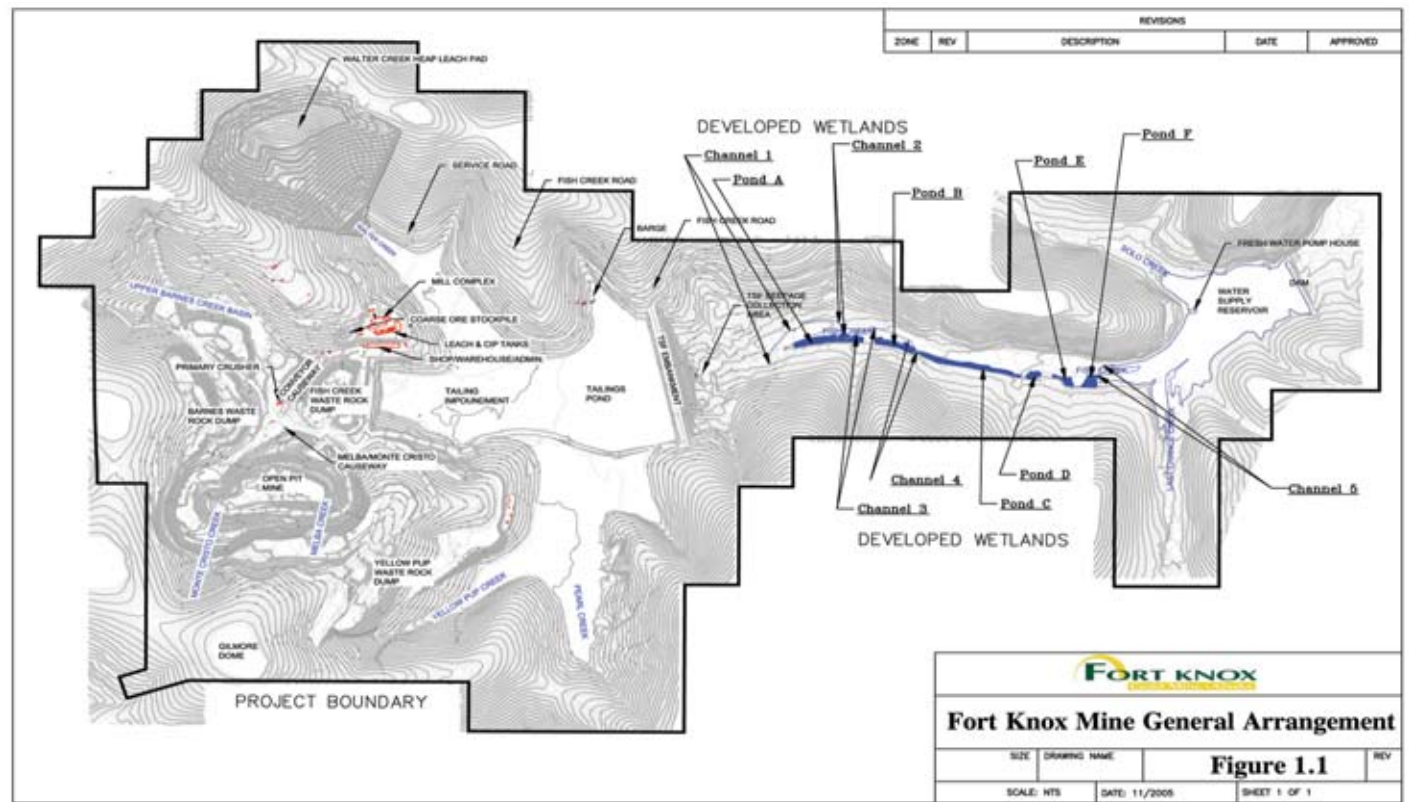 REVISIONS
ZONE REV DESCRIPTION DATE APPROVED
WALTER CREEK HEAP LEACH PAD
SERVICE ROAD
FISH CREEK ROAD
FISH CREEK ROAD
BARGE
MILL COMPLEX
COARSE ORE STOCKPILE
LEACH & CIP TANKS
SHOP/WAREHOUSE/ADMIN.
UPPER BARNES CREEK BASIN
PRIMARY CRUSHER
CONVEYOR
CAUSEWAY
FISH CREEK
WASTE ROCK
DUMP
BARNES WASTE
ROCK DUMP
MELBA/MONTE CRISTO
CAUSEWAY
OPEN PIT
MINE
MONTE CRISTO CREEK
MELBA CREEK
YELLOW PUP
WASTE ROCK
DUMP
YELLOW PUP CREEK
PEARL CREEK
GILMORE
DOME
PROJECT BOUNDARY
TAILING
IMPOUNDMENT
TAILINGS
POND
TSF EMBANKMENT
TSF SEEPAGE
COLLECTION
AREA
DEVELOPED WETLANDS
Channel 1
Pond A
Channel 2
Pond B
Pond E
Pond F
Channel 3
Channel 4
Pond C
Pond D
Channel 5
DEVELOPED WETLANDS
SOLO CREEK
FRESH WATER PUMP HOUSE
WATER
SUPPLY
RESERVOIR
DAM
LAST CHANCE CREEK
FORT KNOX
Fort Knox Mine General Arrangement
SIZE DRAWING NAME Figure 1.1 REV
SCALE: NTS DATE: 11/2005 SHEET 1 OF 1